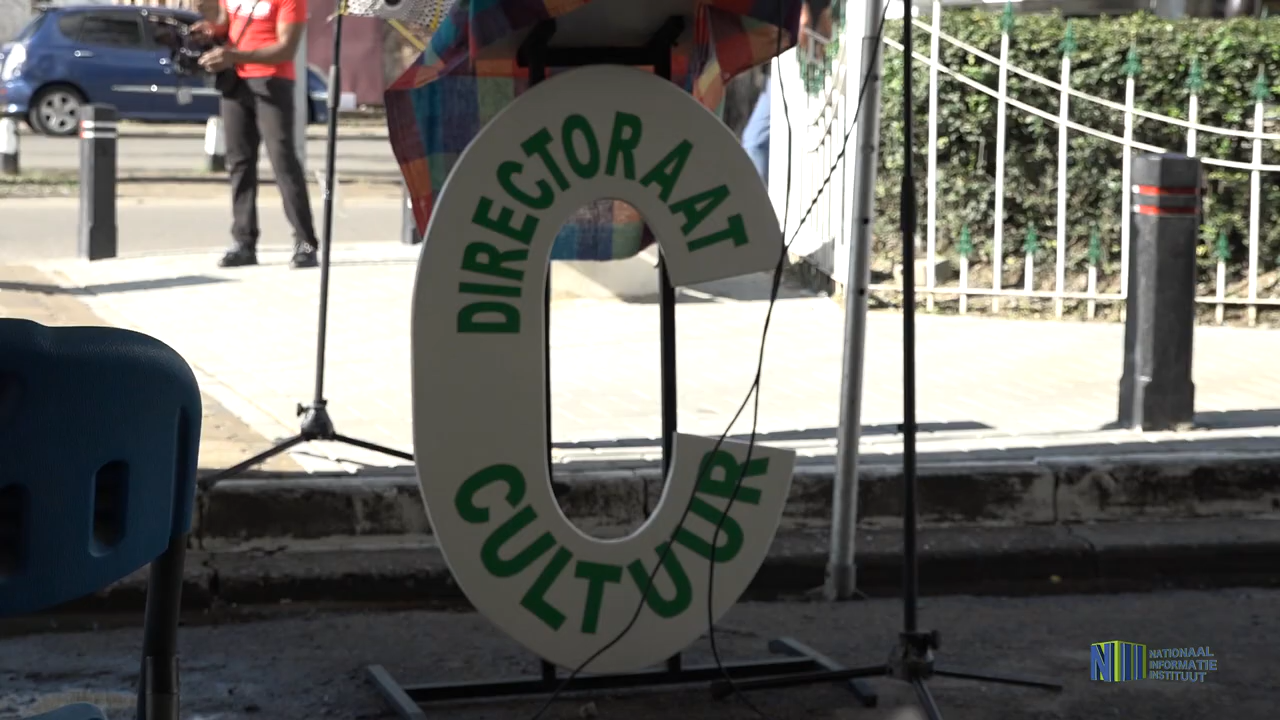 DIRECTORAAT
CULTUUR
NATIONAAL
INFORMATIE
INSTITUUT